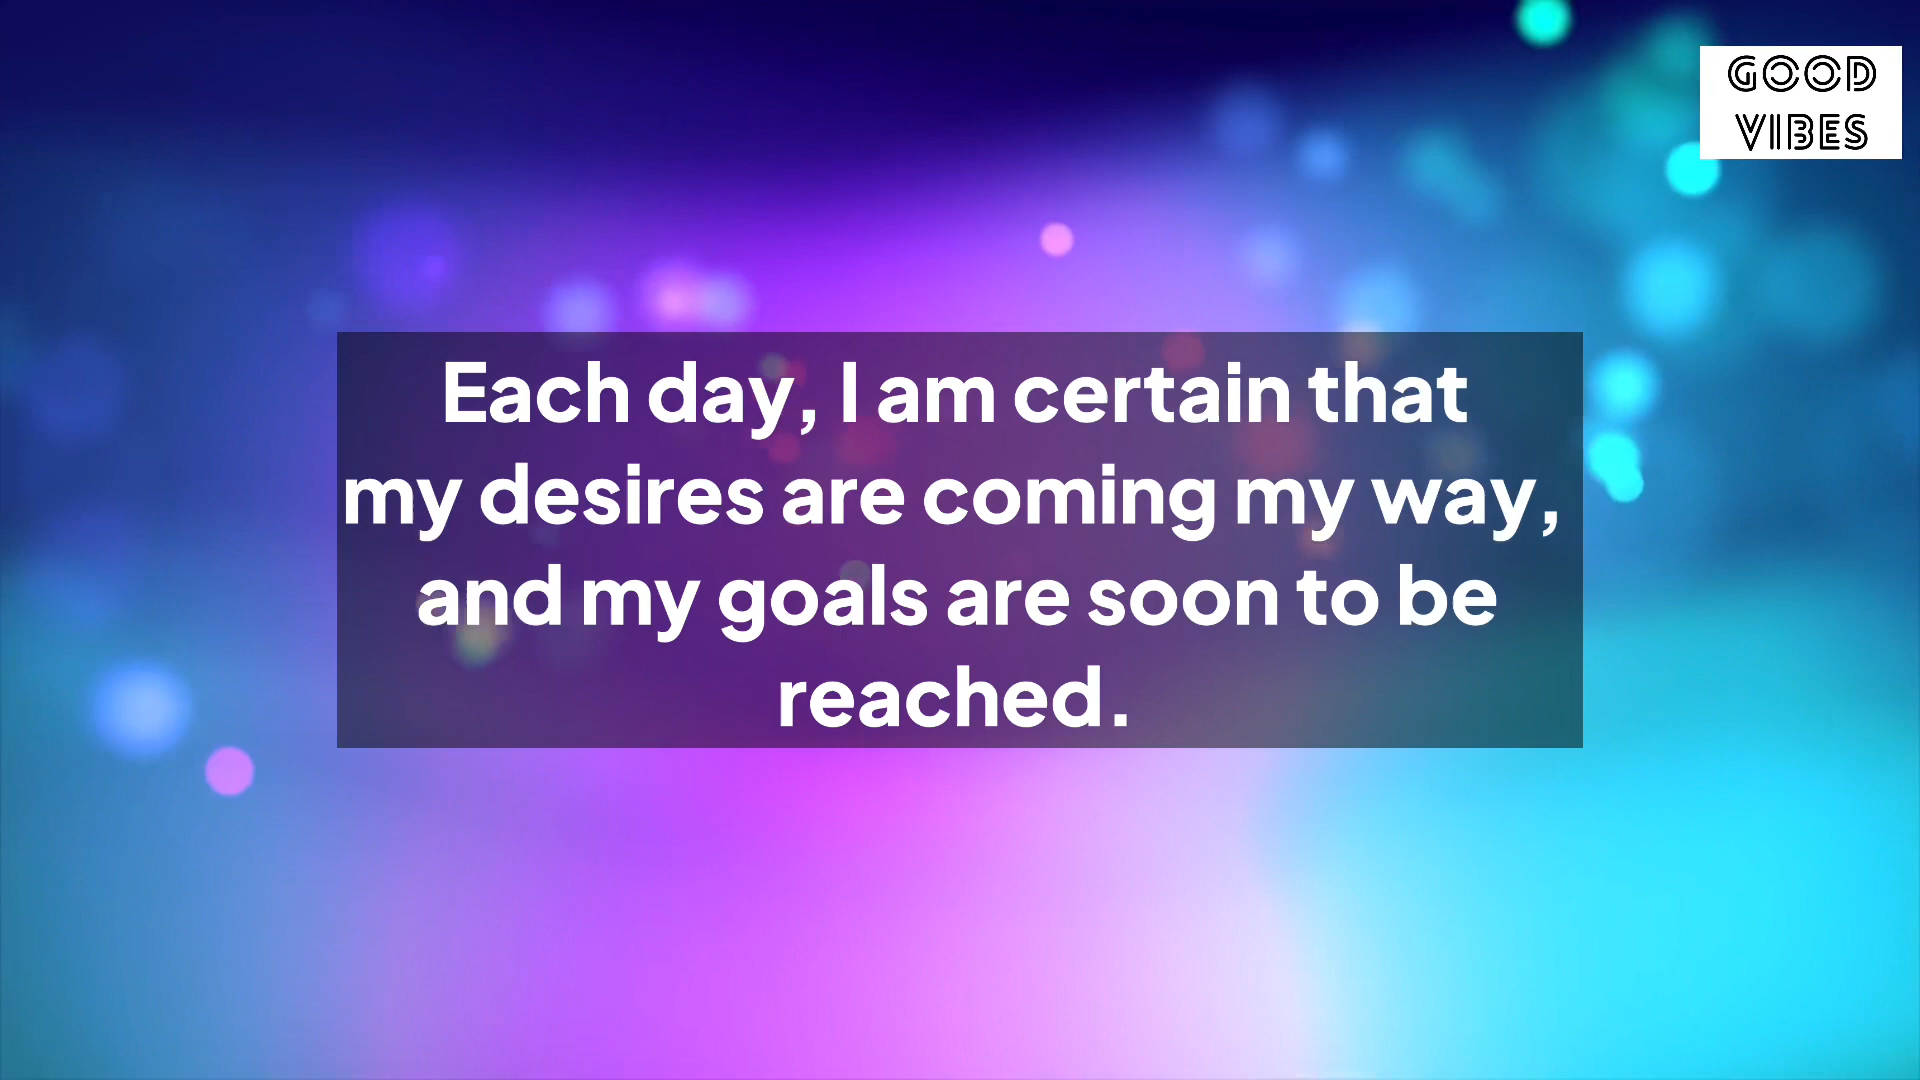 GOOD
VIBES
Each day, I am certain that
my desires are coming my way,
and my goals are soon to be
reached.